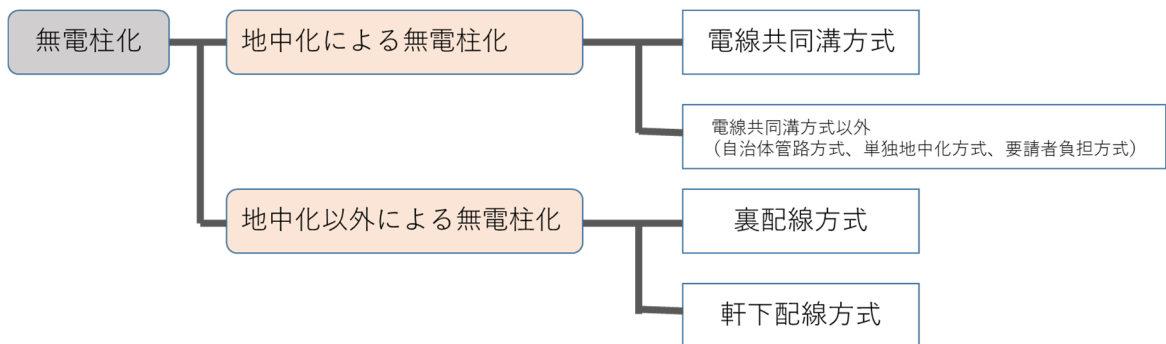 無電柱化
地中化による無電柱化
電線共同溝方式
電線共同溝方式以外
（自治体管路方式、単独地中化方式、要請者負担方式）
地中化以外による無電柱化
裏配線方式
軒下配線方式